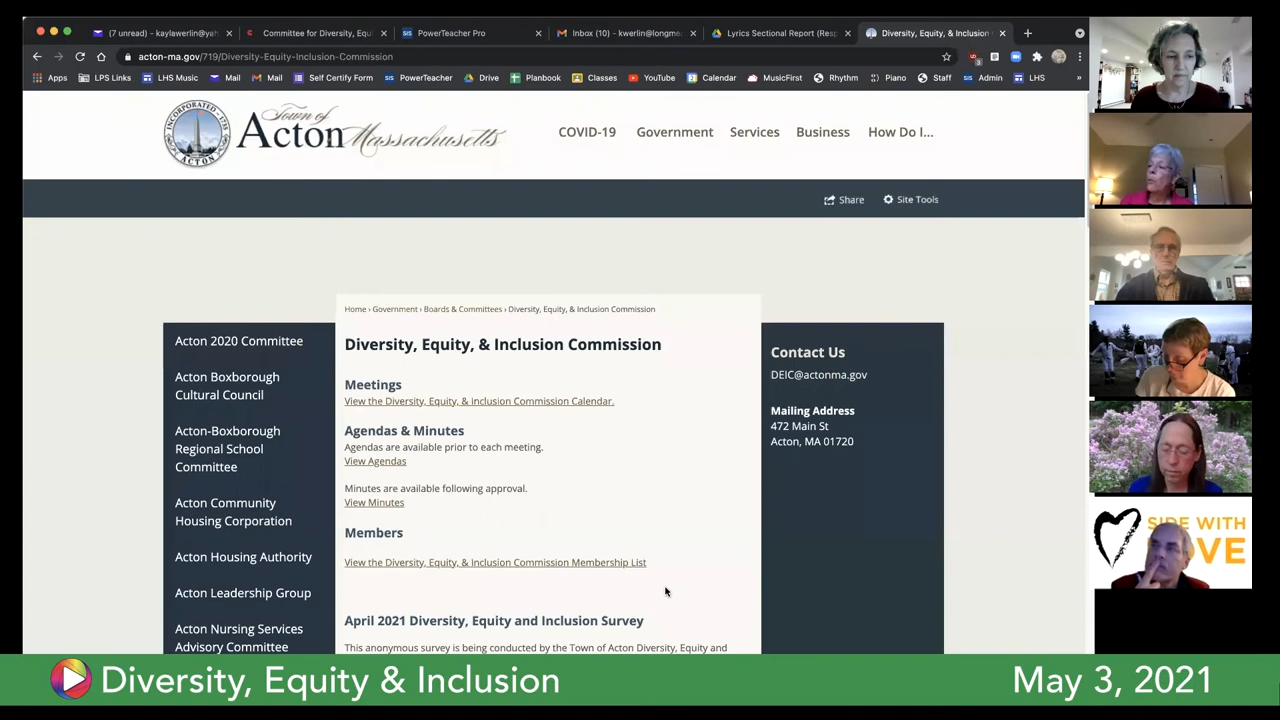 (7 unread) - kaylawerlin@yah
Committee for Diversity, Equ
PowerTeacher Pro
Inbox (10) - kwerlin@longme
Lyrics Sectional Report (Resp
Diversity, Equity, & Inclusion
acton-ma.gov/719/Diversity-Equity-Inclusion-Commission
Apps LPS Links LHS Music Mail Mail Self Certify Form PowerTeacher Drive Planbook Classes YouTube Calendar MusicFirst Rhythm Piano Staff Admin LHS
INCORPORATED
ACTON
Town of
Acton Massachusetts
COVID-19 Government Services Business How Do I...
Share Site Tools
Home › Government › Boards & Committees › Diversity, Equity, & Inclusion Commission
Acton 2020 Committee
Acton Boxborough
Cultural Council
Acton-Boxborough
Regional School
Committee
Acton Community
Housing Corporation
Acton Housing Authority
Acton Leadership Group
Acton Nursing Services
Advisory Committee
Diversity, Equity, & Inclusion Commission
Meetings
View the Diversity, Equity, & inclusion Commission Calendar.
Agendas & Minutes
Agendas are available prior to each meeting.
View Agendas
Minutes are available following approval.
View Minutes
Members
View the Diversity, Equity, & Inclusion Commission Membership List
April 2021 Diversity, Equity and Inclusion Survey
This anonymous survey is being conducted by the Town of Acton Diversity, Equity and
Contact Us
DEIC@actonma.gov
Mailing Address
472 Main St
Acton, MA 01720
SIDE WITH
OVE
Diversity, Equity & Inclusion
May 3, 2021